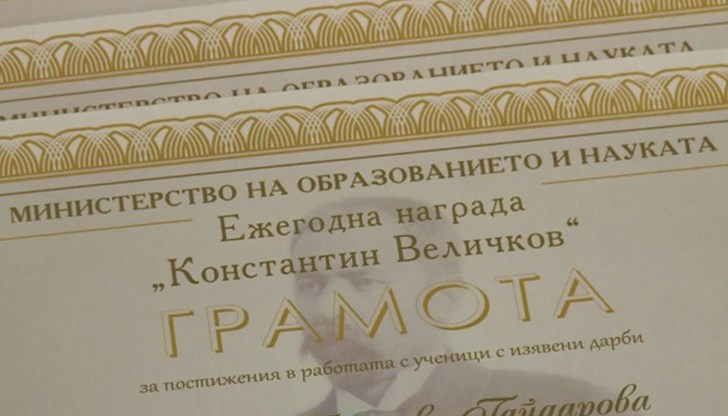 МИНИСТЕРСТВО НА ОБРАЗОВАНИЕТО И НАУКАТА
МИНИСТЕРСТВО НА ОБРАЗОВАНИЕТО И НАУКАТА
Ежегодна награда
„Константин Величков“
ГРАМОТА
за постижения в работата с ученици с изявени дарби
Гайдарова